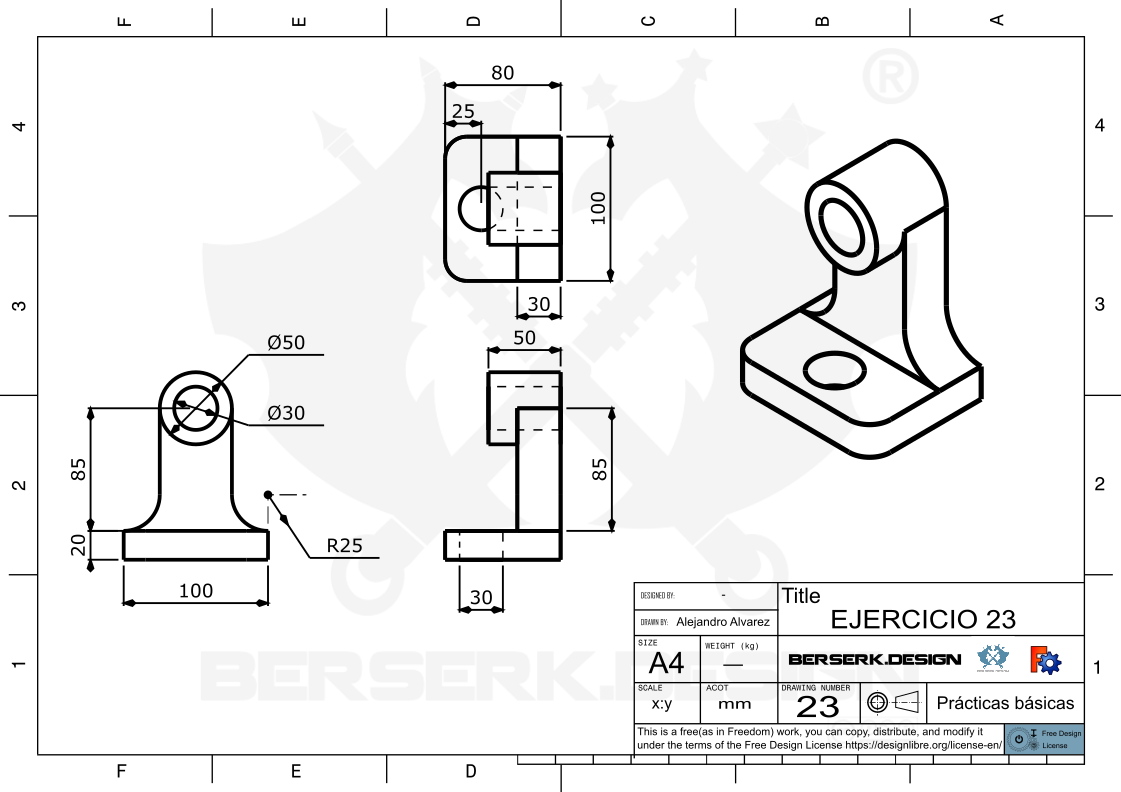 F E D C B A
80
25
4 4
100
30
3 3
50
Ø50
Ø30
85 85
2 2
R25
20
100
30
DESIGNED BY: -
DRAWN BY: Alejandro Alvarez
Title
EJERCICIO 23
SIZE
A4
WEIGHT (kg)
—
BERSERK.DESIGN
1 1
SCALE
x:y
ACOT
mm
DRAWING NUMBER
23
Prácticas básicas
This is a free(as in Freedom) work, you can copy, distribute, and modify it
under the terms of the Free Design License https://designlibre.org/license-en/
Free Design
License
BERSERK.DESIGN
®
F E D